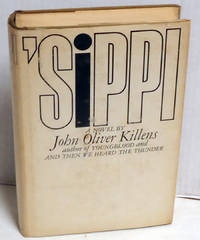 'SiPPI
A NOVEL BY
John Oliver Killens
author of YOUNGBLOOD and
AND THEN WE HEARD THE THUNDER